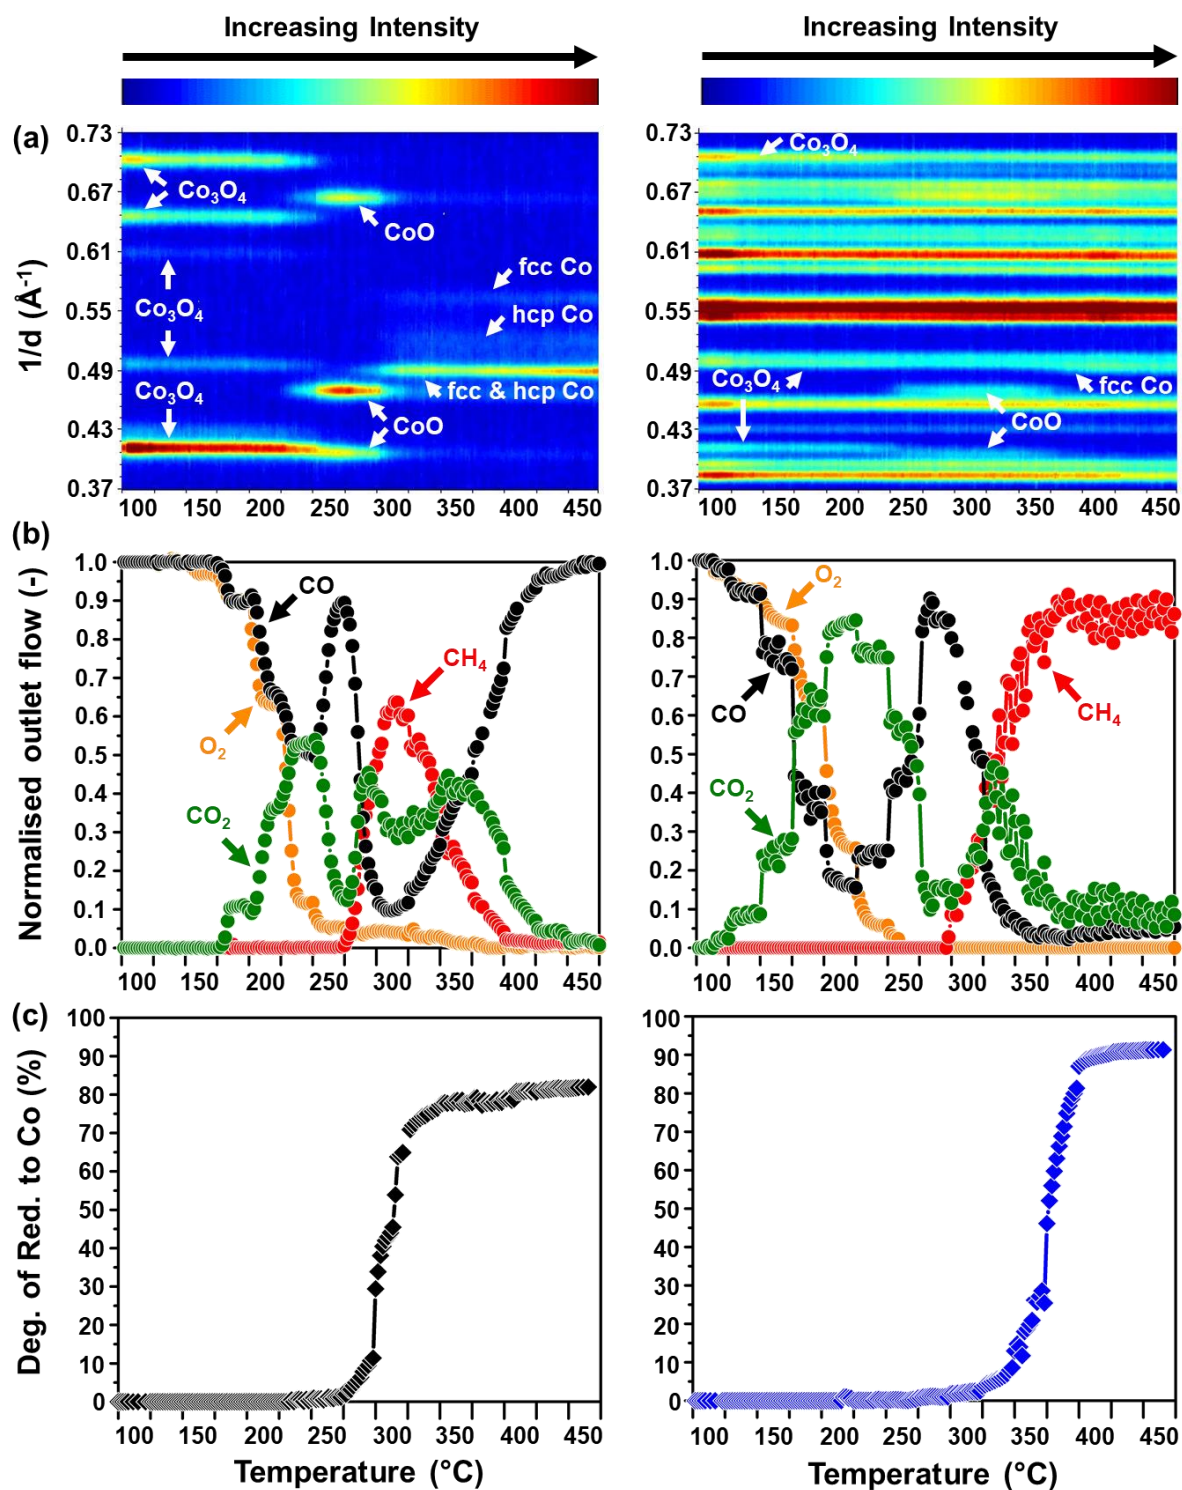 Increasing Intensity
Increasing Intensity
(a)
1/d (Å⁻¹)
0.73
0.67
0.61
0.55
0.49
0.43
0.37
Co₃O₄
CoO
fcc Co
Co₃O₄
hcp Co
Co₃O₄
fcc & hcp Co
CoO
100 150 200 250 300 350 400 450
0.73
0.67
0.61
0.55
0.49
0.43
0.37
Co₃O₄
Co₃O₄
fcc Co
CoO
100 150 200 250 300 350 400 450
(b)
Normalised outlet flow (-)
1.0
0.9
0.8
0.7
0.6
0.5
0.4
0.3
0.2
0.1
0.0
CO
CH₄
O₂
CO₂
100 150 200 250 300 350 400 450
1.0
0.9
0.8
0.7
0.6
0.5
0.4
0.3
0.2
0.1
0.0
O₂
CO
CH₄
CO₂
100 150 200 250 300 350 400 450
(c)
Deg. of Red. to Co (%)
100
90
80
70
60
50
40
30
20
10
0
100 150 200 250 300 350 400 450
Temperature (°C)
100
90
80
70
60
50
40
30
20
10
0
100 150 200 250 300 350 400 450
Temperature (°C)